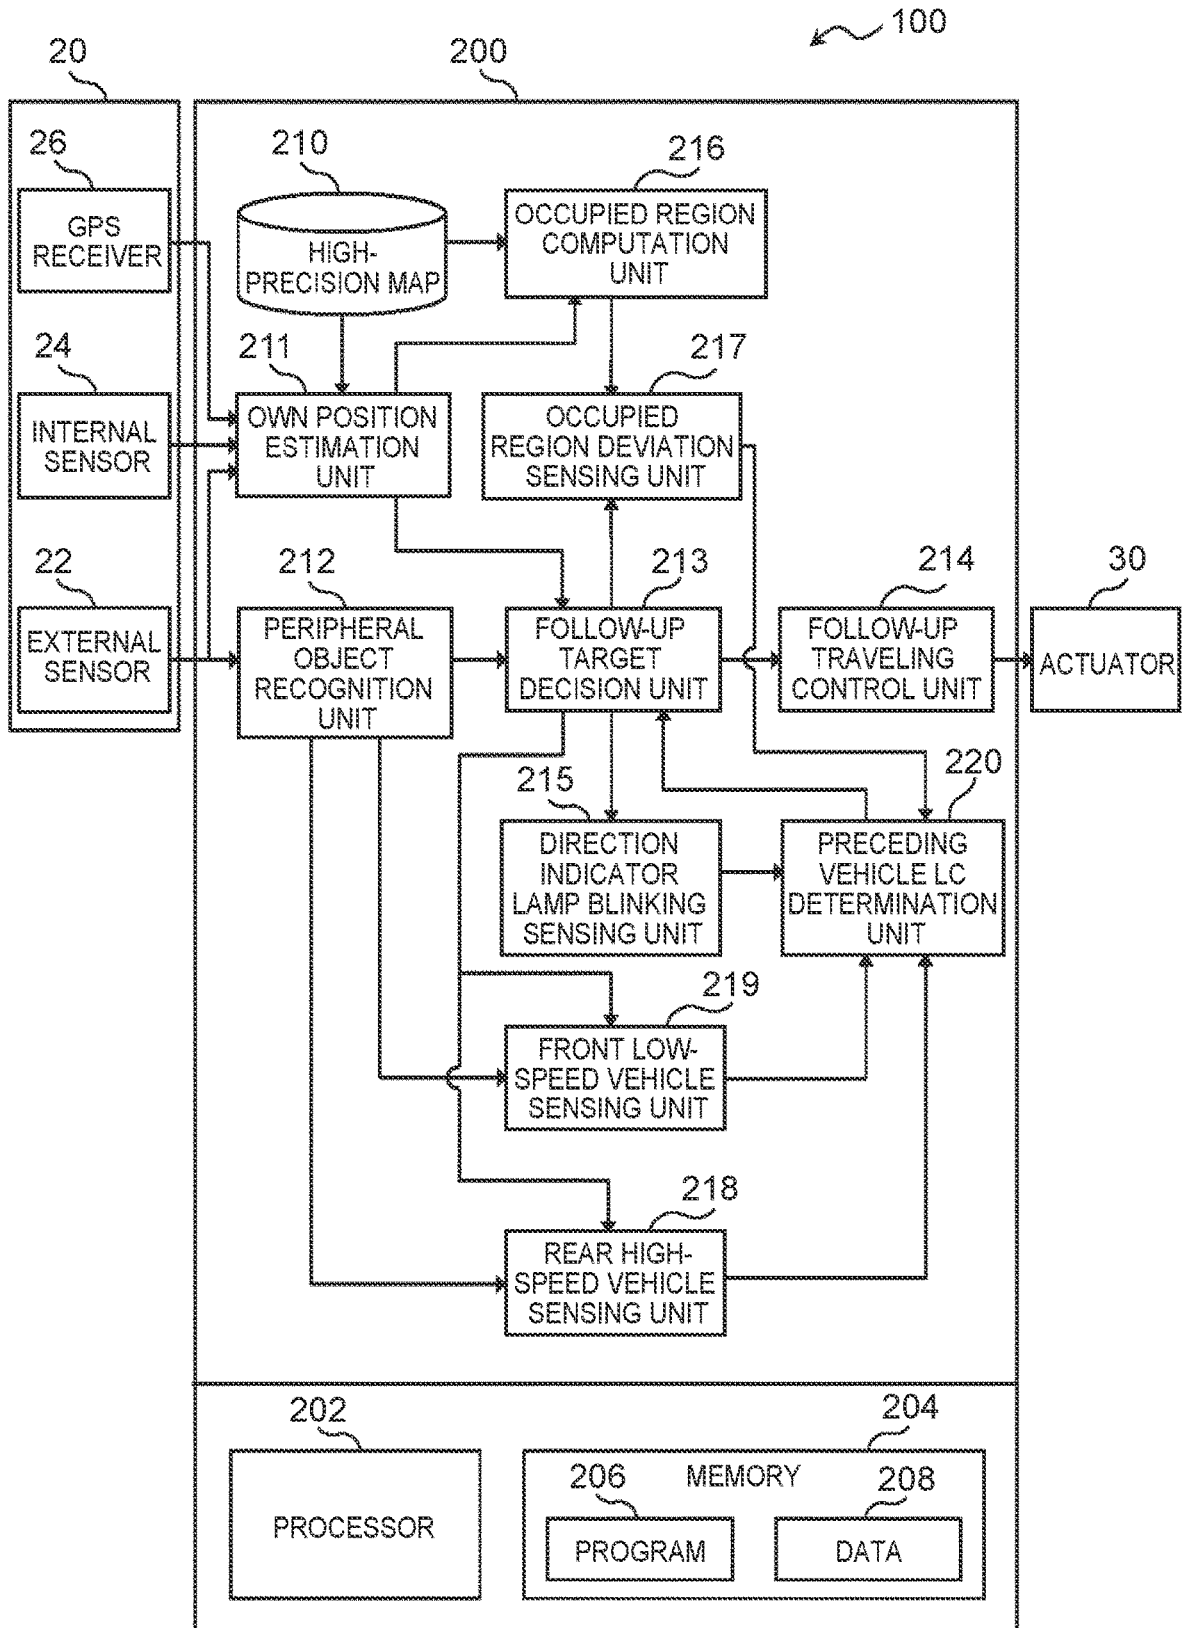 100
20
200
26
210
216
GPS
RECEIVER
HIGH-
PRECISION MAP
OCCUPIED REGION
COMPUTATION
UNIT
24
211
217
INTERNAL
SENSOR
OWN POSITION
ESTIMATION
UNIT
OCCUPIED
REGION DEVIATION
SENSING UNIT
22
212
213
214
30
EXTERNAL
SENSOR
PERIPHERAL
OBJECT
RECOGNITION
UNIT
FOLLOW-UP
TARGET
DECISION UNIT
FOLLOW-UP
TRAVELING
CONTROL UNIT
ACTUATOR
215
220
DIRECTION
INDICATOR
LAMP BLINKING
SENSING UNIT
PRECEDING
VEHICLE LC
DETERMINATION
UNIT
219
FRONT LOW-
SPEED VEHICLE
SENSING UNIT
218
REAR HIGH-
SPEED VEHICLE
SENSING UNIT
202
204
PROCESSOR
MEMORY
206
208
PROGRAM
DATA